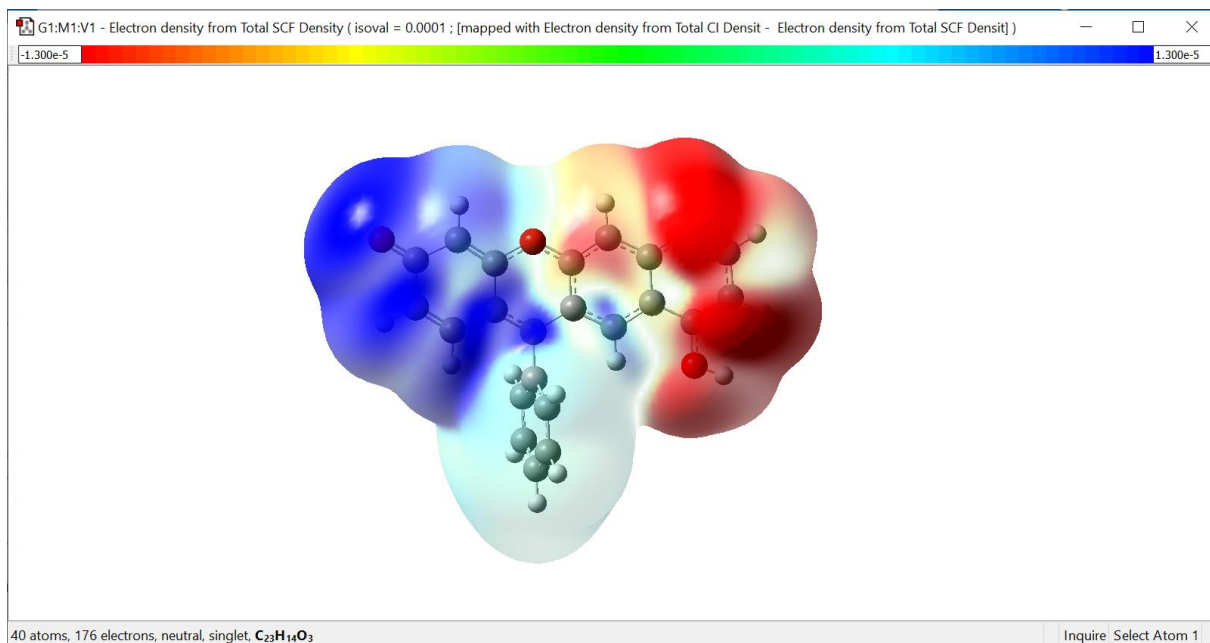 G1:M1:V1 - Electron density from Total SCF Density ( isoval = 0.0001 ; [mapped with Electron density from Total CI Densit - Electron density from Total SCF Densit] )
-1.300e-5 1.300e-5
40 atoms, 176 electrons, neutral, singlet, C₂₃H₁₄O₃ Inquire Select Atom 1